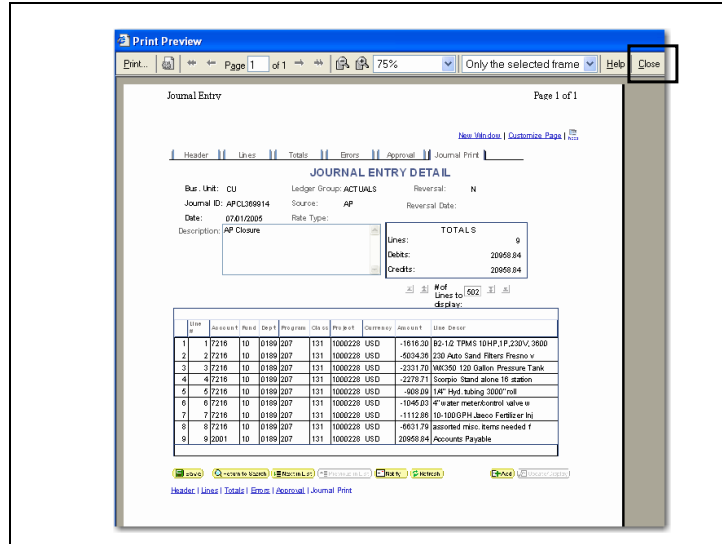 Print Preview
Print... Page 1 of 1 75% Only the selected frame Help Close
Journal Entry Page 1 of 1
New Window | Customize Page |
Header Lines Totals Errors Approval Journal Print
JOURNAL ENTRY DETAIL
Bus. Unit: CU Ledger Group: ACTUALS Reversal: N
Journal ID: APCL369914 Source: AP Reversal Date:
Date: 07/01/2005 Rate Type:
Description: AP Closure
TOTALS
Lines: 9
Debits: 20958.84
Credits: 20958.84
# of Lines to display: 502
Line # Account Fund Dept Program Class Project Currency Amount Line Descr
1 1 7216 10 0189 207 131 1000228 USD -1616.30 B2-1/2 TPMS 10HP,1P,230V, 3600
2 2 7216 10 0189 207 131 1000228 USD -5034.36 230 Auto Sand Filters Fresno v
3 3 7216 10 0189 207 131 1000228 USD -2331.70 WX350 120 Gallon Pressure Tank
4 4 7216 10 0189 207 131 1000228 USD -2278.71 Scorpio Stand alone 16 station
5 5 7216 10 0189 207 131 1000228 USD -908.09 1/4" Hyd. tubing 3000" roll
6 6 7216 10 0189 207 131 1000228 USD -1045.03 4" water meter/control valve w
7 7 7216 10 0189 207 131 1000228 USD -1112.86 10-100GPH Jaeco Fertilizer Inj
8 8 7216 10 0189 207 131 1000228 USD -6631.79 assorted misc. items needed f
9 9 2001 10 0189 207 131 1000228 USD 20958.84 Accounts Payable
Save Return to Search Next in List Previous in List Notify Refresh Add Update/Display
Header | Lines | Totals | Errors | Approval | Journal Print